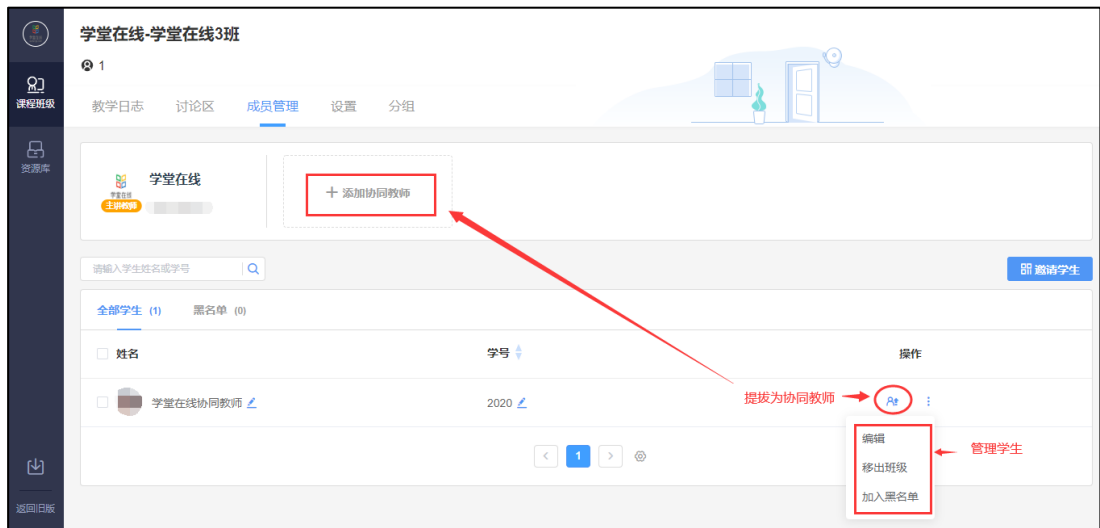 学堂在线-学堂在线3班
1
课程班级
教学日志 讨论区 成员管理 设置 分组
资源库
学堂在线
学堂在线
主讲教师
添加协同教师
请输入学生姓名或学号
邀请学生
全部学生 (1) 黑名单 (0)
姓名 学号 操作
学堂在线协同教师 2020
提拔为协同教师
1
编辑
管理学生
移出班级
加入黑名单
返回旧版